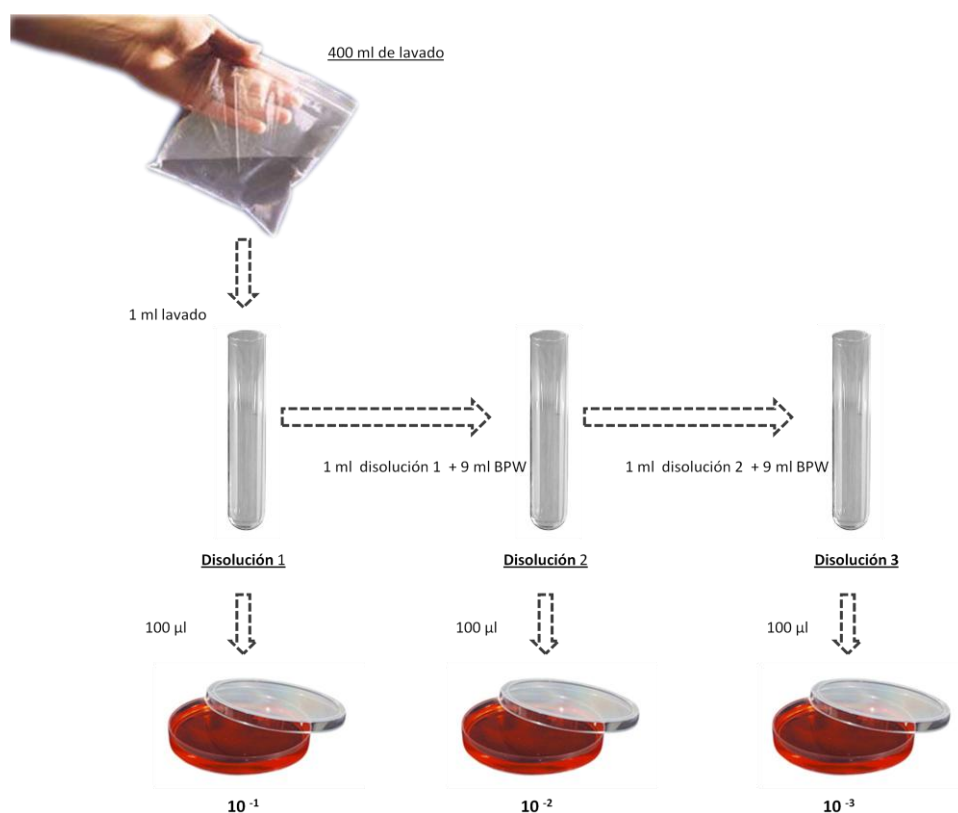 400 ml de lavado
1 ml lavado
1 ml disolución 1 + 9 ml BPW
1 ml disolución 2 + 9 ml BPW
Disolución 1
Disolución 2
Disolución 3
100 µl
100 µl
100 µl
10 -1
10 -2
10 -3